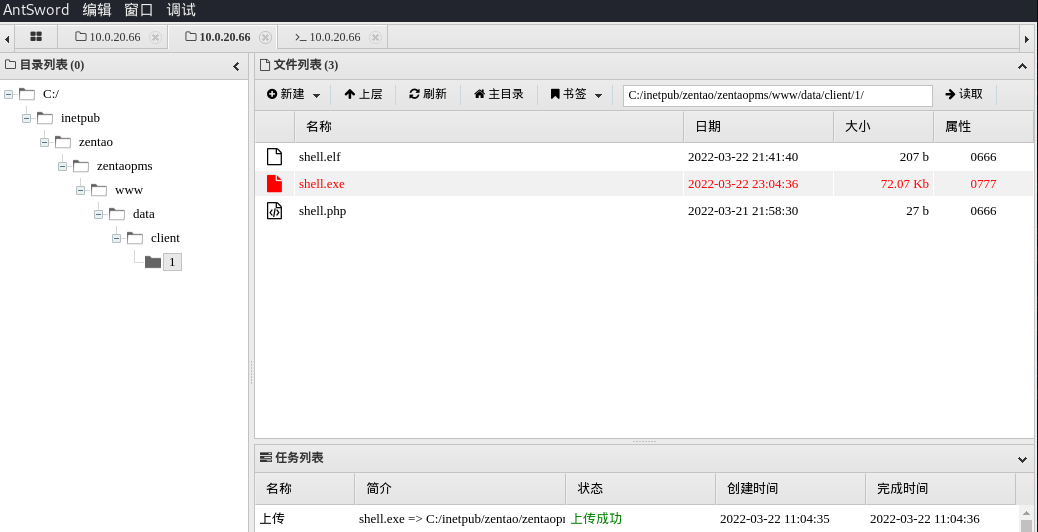 AntSword 编辑 窗口 调试
10.0.20.66 10.0.20.66 >_ 10.0.20.66
目录列表 (0)
C:/
inetpub
zentao
zentaopms
www
data
client
1
文件列表 (3)
新建 上层 刷新 主目录 书签 C:/inetpub/zentao/zentaopms/www/data/client/1/ 读取
名称 日期 大小 属性
shell.elf 2022-03-22 21:41:40 207 b 0666
shell.exe 2022-03-22 23:04:36 72.07 Kb 0777
shell.php 2022-03-21 21:58:30 27 b 0666
任务列表
名称 简介 状态 创建时间 完成时间
上传 shell.exe => C:/inetpub/zentao/zentaopı 上传成功 2022-03-22 11:04:35 2022-03-22 11:04:36